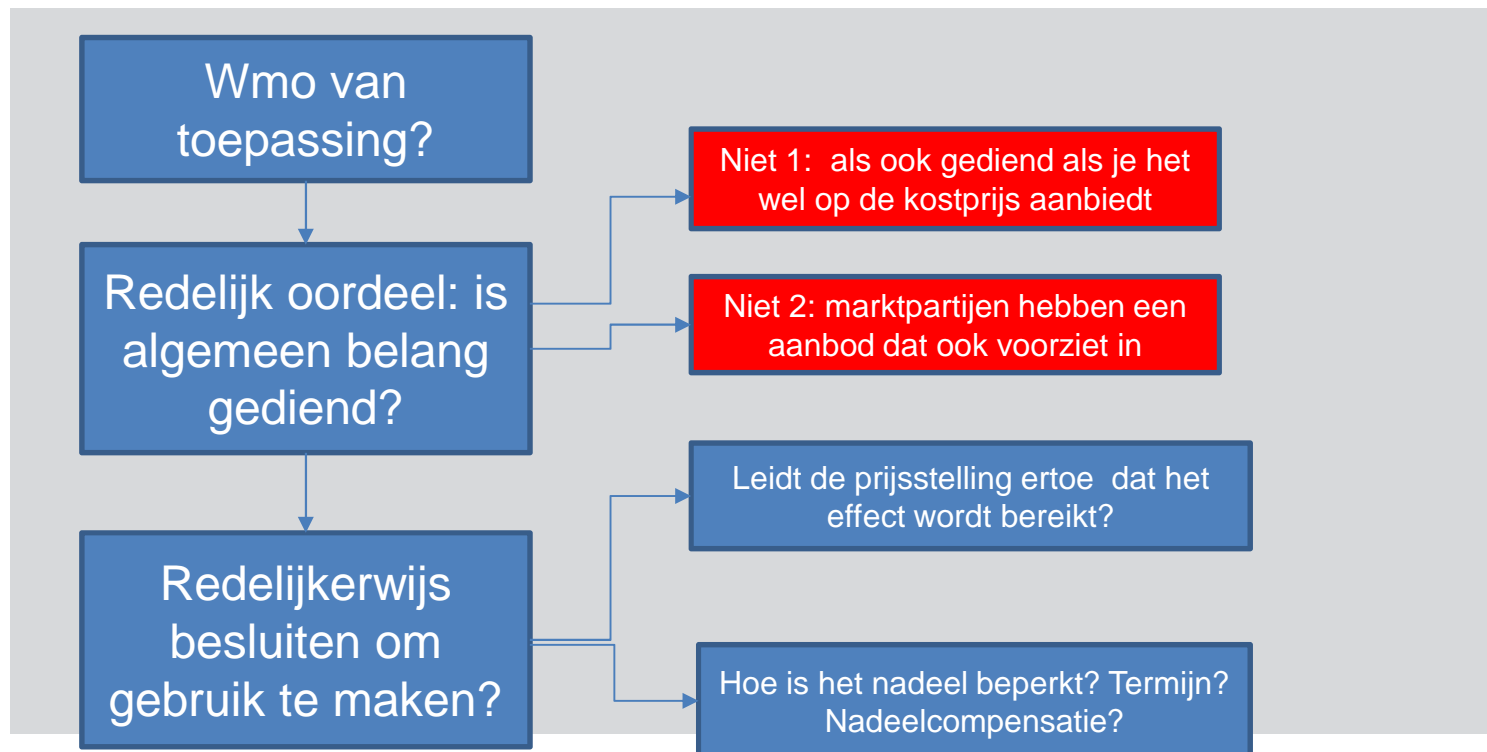 Wmo van
toepassing?
Niet 1:  als ook gediend als je het
wel op de kostprijs aanbiedt
Redelijk oordeel: is
algemeen belang
gediend?
Niet 2: marktpartijen hebben een
aanbod dat ook voorziet in
Leidt de prijsstelling ertoe  dat het
effect wordt bereikt?
Redelijkerwijs
besluiten om
gebruik te maken?
Hoe is het nadeel beperkt? Termijn?
Nadeelcompensatie?